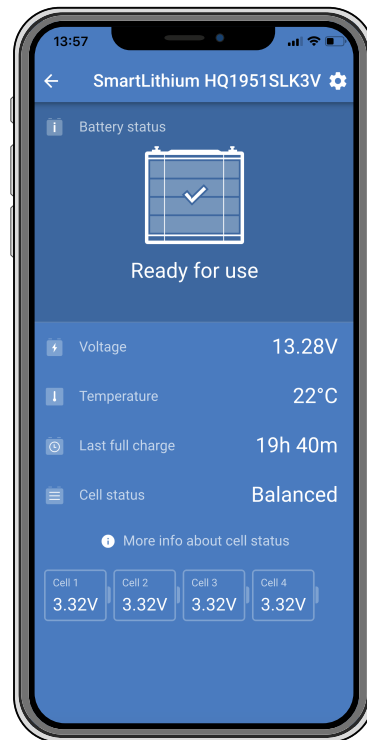 13:57
SmartLithium HQ1951SLK3V
Battery status
Ready for use
Voltage 13.28V
Temperature 22°C
Last full charge 19h 40m
Cell status Balanced
More info about cell status
Cell 1 Cell 2 Cell 3 Cell 4
3.32V 3.32V 3.32V 3.32V